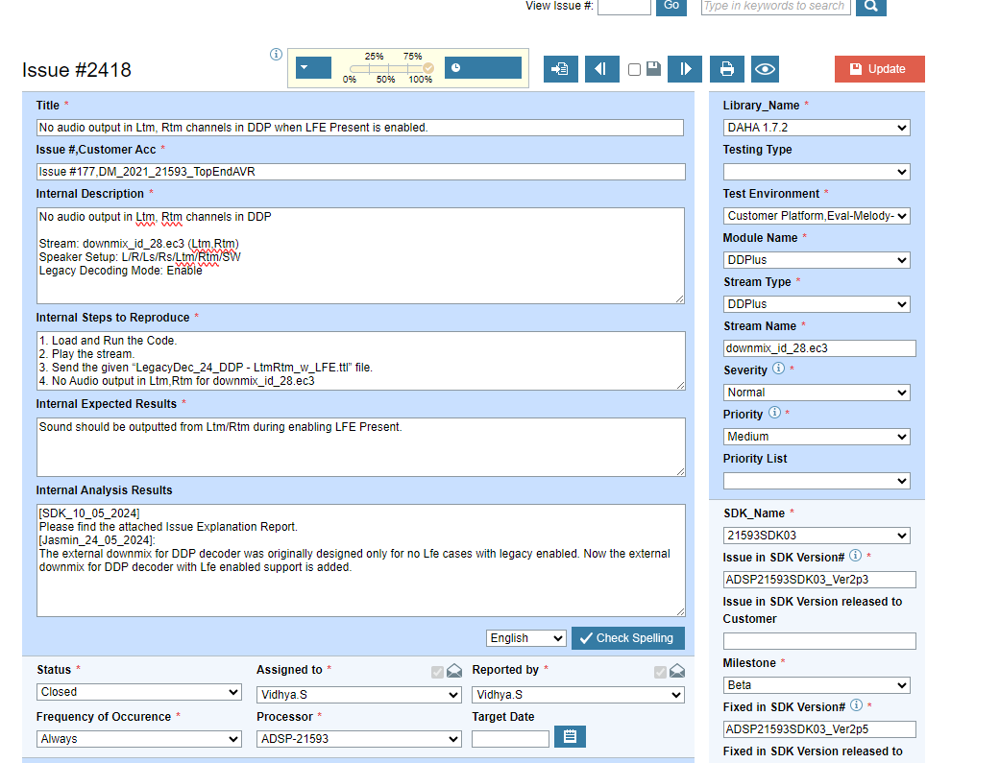 View Issue #:
Go
Type in keywords to search
Issue #2418
25% 75%
0% 50% 100%
Update
Title *
No audio output in Ltm, Rtm channels in DDP when LFE Present is enabled.
Issue #,Customer Acc *
Issue #177,DM_2021_21593_TopEndAVR
Internal Description *
No audio output in Ltm, Rtm channels in DDP
Stream: downmix_id_28.ec3 (Ltm,Rtm)
Speaker Setup: L/R/Ls/Rs/Ltm/Rtm/SW
Legacy Decoding Mode: Enable
Internal Steps to Reproduce *
1. Load and Run the Code.
2. Play the stream.
3. Send the given “LegacyDec_24_DDP - LtmRtm_w_LFE.ttl” file.
4. No Audio output in Ltm,Rtm for downmix_id_28.ec3
Internal Expected Results *
Sound should be outputted from Ltm/Rtm during enabling LFE Present.
Internal Analysis Results
[SDK_10_05_2024]
Please find the attached Issue Explanation Report.
[Jasmin_24_05_2024]:
The external downmix for DDP decoder was originally designed only for no Lfe cases with legacy enabled. Now the external
downmix for DDP decoder with Lfe enabled support is added.
English
Check Spelling
Status *
Closed
Assigned to *
Vidhya.S
Reported by *
Vidhya.S
Frequency of Occurence *
Always
Processor *
ADSP-21593
Target Date
Library_Name *
DAHA 1.7.2
Testing Type
Test Environment *
Customer Platform,Eval-Melody-
Module Name *
DDPlus
Stream Type *
DDPlus
Stream Name *
downmix_id_28.ec3
Severity *
Normal
Priority *
Medium
Priority List
SDK_Name *
21593SDK03
Issue in SDK Version# *
ADSP21593SDK03_Ver2p3
Issue in SDK Version released to
Customer
Milestone *
Beta
Fixed in SDK Version# *
ADSP21593SDK03_Ver2p5
Fixed in SDK Version released to